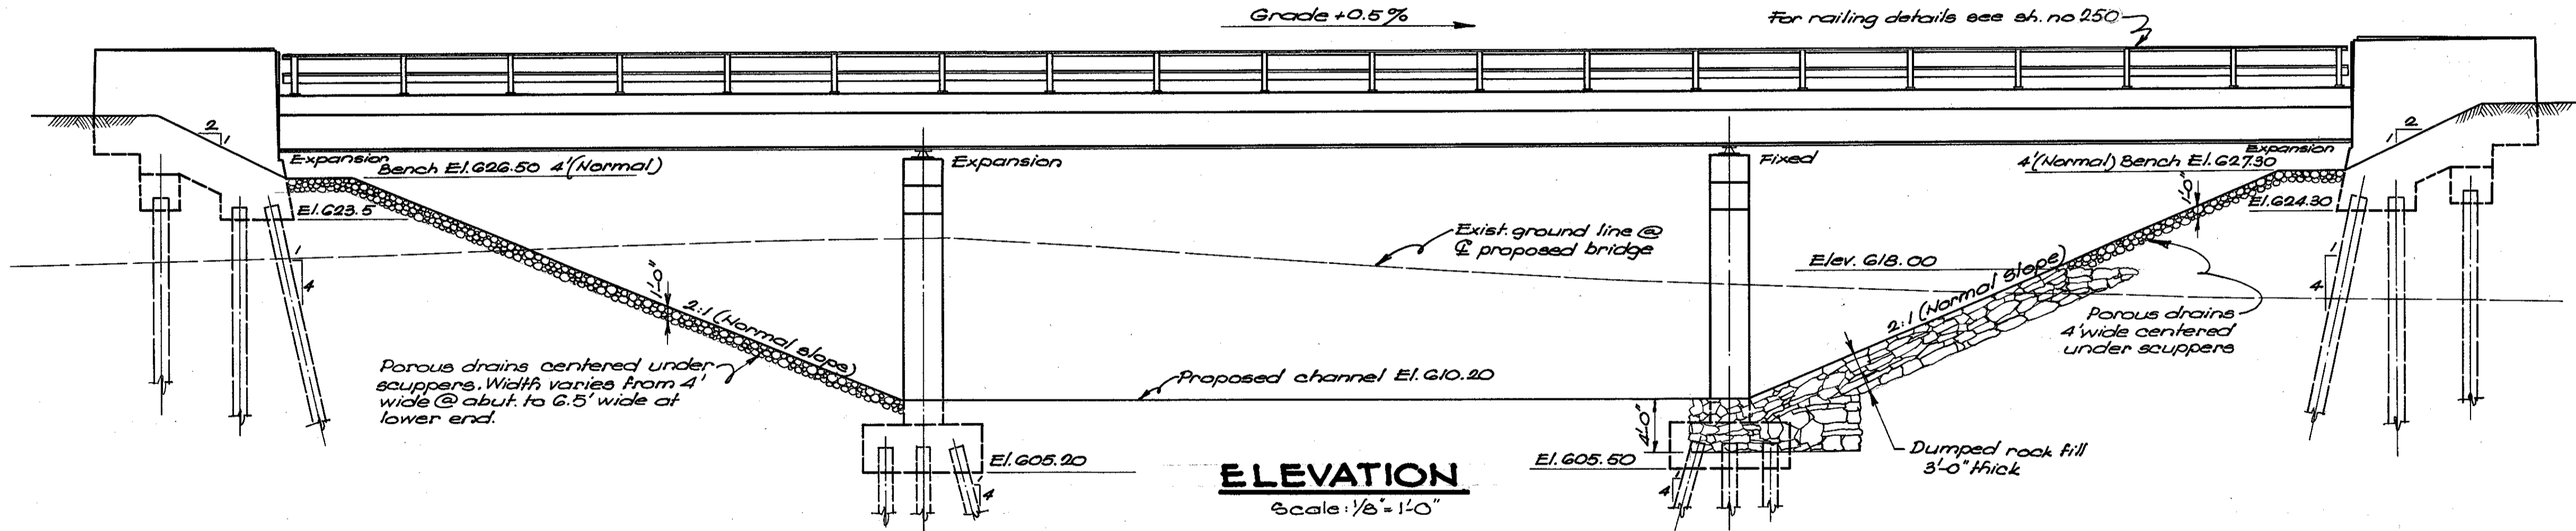 Grade +0.5%
For railing details see sh. no 250
2
1
2
1
Expansion
Bench El. 626.50 4'(Normal)
Expansion
Fixed
Expansion
4'(Normal) Bench El. 627.30
El. 623.5
1'-0"
El. 624.30
Exist. ground line @
℄ proposed bridge
Elev. 618.00
1
4
1'-0"
2:1 (Normal slope)
2:1 (Normal slope)
1
4
Porous drains
4' wide centered
under scuppers
Porous drains centered under
scuppers. Width varies from 4'
wide @ abut. to 6.5' wide at
lower end.
Proposed channel El. 610.20
4'-0"
Dumped rock fill
3'-0" thick
El. 605.20
El. 605.50
1
4
1
4
ELEVATION
Scale: 1/8" = 1'-0"